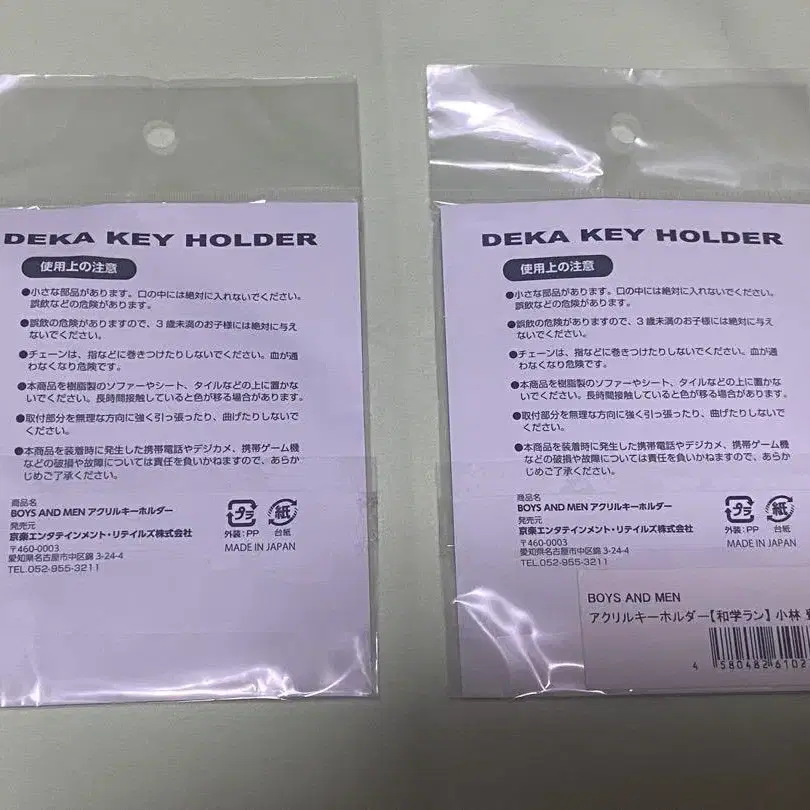 DEKA KEY HOLDER
使用上の注意
●小さな部品があります。口の中には絶対に入れないでください。
誤飲などの危険があります。
●誤飲の危険がありますので、3歳未満のお子様には絶対に与え
ないでください。
●チェーンは、指などに巻きつけたりしないでください。血が通
わなくなり危険です。
●本商品を樹脂製のソファーやシート、タイルなどの上に置かな
いでください。長時間接触していると色が移る場合があります。
●取付部分を無理な方向に強く引っ張ったり、曲げたりしないで
ください。
●本商品を装着時に発生した携帯電話やデジカメ、携帯ゲーム機
などの破損や故障については責任を負いかねますので、あらか
じめご了承ください。
商品名
BOYS AND MEN アクリルキーホルダー
発売元
京楽エンタテインメント・リテイルズ株式会社
〒460-0003
愛知県名古屋市中区錦 3-24-4
TEL.052-955-3211
プラ
外装:PP
紙
台紙
MADE IN JAPAN
DEKA KEY HOLDER
使用上の注意
●小さな部品があります。口の中には絶対に入れないでください。
誤飲などの危険があります。
●誤飲の危険がありますので、3歳未満のお子様には絶対に与え
ないでください。
●チェーンは、指などに巻きつけたりしないでください。血が通
わなくなり危険です。
●本商品を樹脂製のソファーやシート、タイルなどの上に置かな
いでください。長時間接触していると色が移る場合があります。
●取付部分を無理な方向に強く引っ張ったり、曲げたりしないで
ください。
●本商品を装着時に発生した携帯電話やデジカメ、携帯ゲーム機
などの破損や故障については責任を負いかねますので、あらか
じめご了承ください。
商品名
BOYS AND MEN アクリルキーホルダー
発売元
京楽エンタテインメント・リテイルズ株式会社
〒460-0003
愛知県名古屋市中区錦 3-24-4
TEL.052-955-3211
プラ
外装:PP
紙
台紙
MADE IN JAPAN
BOYS AND MEN
アクリルキーホルダー【和学ラン】 小林
4 580482 6102